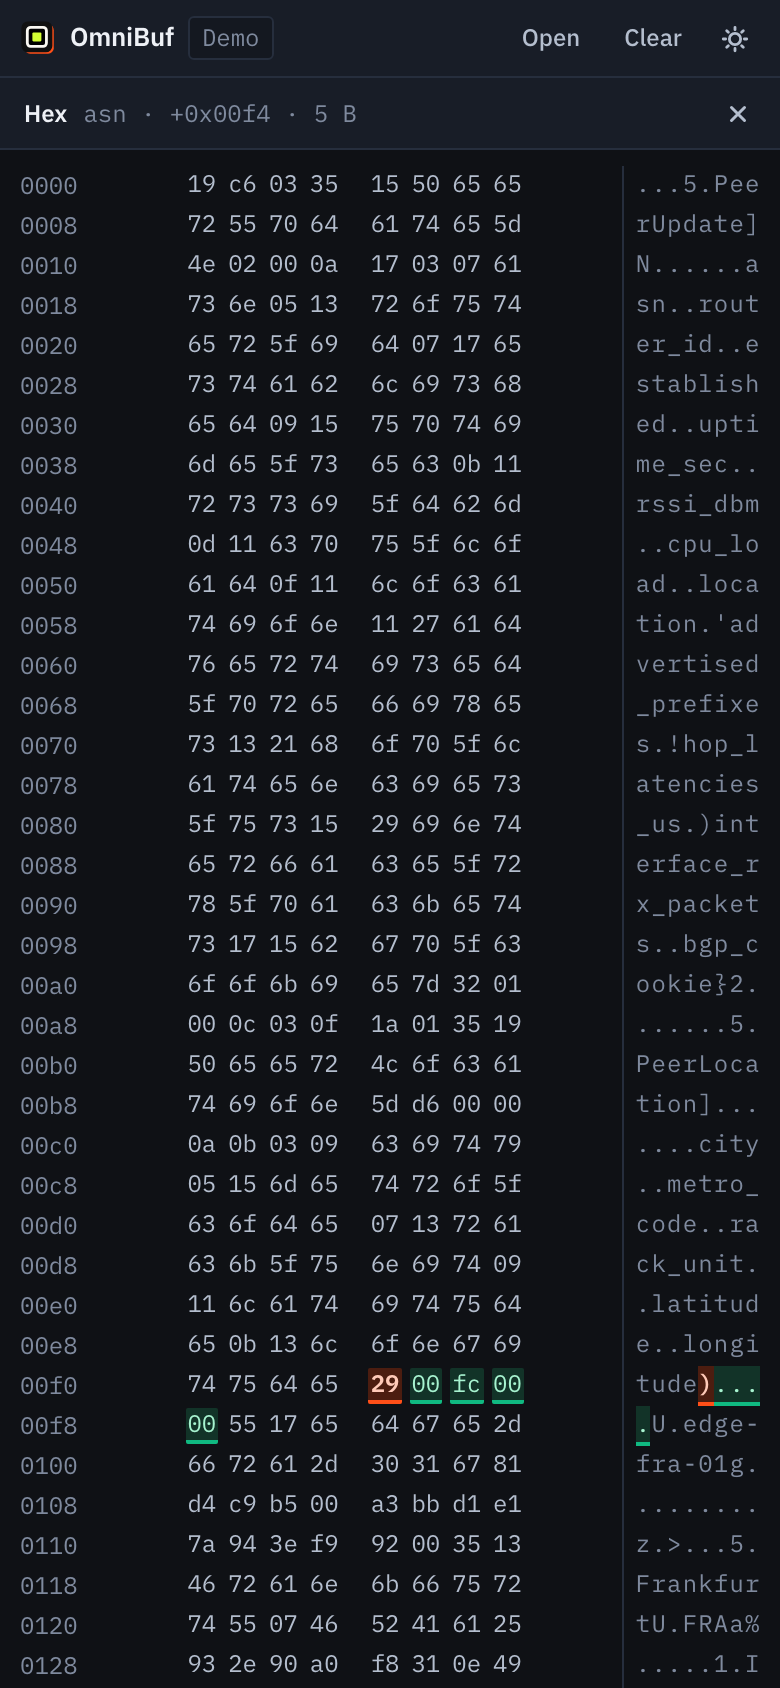 OmniBuf Demo Open Clear
Hex asn · +0x00f4 · 5 B
0000 19 c6 03 35 15 50 65 65 ...5.Pee
0008 72 55 70 64 61 74 65 5d rUpdate]
0010 4e 02 00 0a 17 03 07 61 N......a
0018 73 6e 05 13 72 6f 75 74 sn..rout
0020 65 72 5f 69 64 07 17 65 er_id..e
0028 73 74 61 62 6c 69 73 68 stablish
0030 65 64 09 15 75 70 74 69 ed..upti
0038 6d 65 5f 73 65 63 0b 11 me_sec..
0040 72 73 73 69 5f 64 62 6d rssi_dbm
0048 0d 11 63 70 75 5f 6c 6f ..cpu_lo
0050 61 64 0f 11 6c 6f 63 61 ad..loca
0058 74 69 6f 6e 11 27 61 64 tion.'ad
0060 76 65 72 74 69 73 65 64 vertised
0068 5f 70 72 65 66 69 78 65 _prefixe
0070 73 13 21 68 6f 70 5f 6c s.!hop_l
0078 61 74 65 6e 63 69 65 73 atencies
0080 5f 75 73 15 29 69 6e 74 _us.)int
0088 65 72 66 61 63 65 5f 72 erface_r
0090 78 5f 70 61 63 6b 65 74 x_packet
0098 73 17 15 62 67 70 5f 63 s..bgp_c
00a0 6f 6f 6b 69 65 7d 32 01 ookie}2.
00a8 00 0c 03 0f 1a 01 35 19 ......5.
00b0 50 65 65 72 4c 6f 63 61 PeerLoca
00b8 74 69 6f 6e 5d d6 00 00 tion]...
00c0 0a 0b 03 09 63 69 74 79 ....city
00c8 05 15 6d 65 74 72 6f 5f ..metro_
00d0 63 6f 64 65 07 13 72 61 code..ra
00d8 63 6b 5f 75 6e 69 74 09 ck_unit.
00e0 11 6c 61 74 69 74 75 64 .latitud
00e8 65 0b 13 6c 6f 6e 67 69 e..longi
00f0 74 75 64 65 29 00 fc 00 tude)...
00f8 00 55 17 65 64 67 65 2d .U.edge-
0100 66 72 61 2d 30 31 67 81 fra-01g.
0108 d4 c9 b5 00 a3 bb d1 e1 ........
0110 7a 94 3e f9 92 00 35 13 z.>...5.
0118 46 72 61 6e 6b 66 75 72 Frankfur
0120 74 55 07 46 52 41 61 25 tU.FRAa%
0128 93 2e 90 a0 f8 31 0e 49 .....1.I